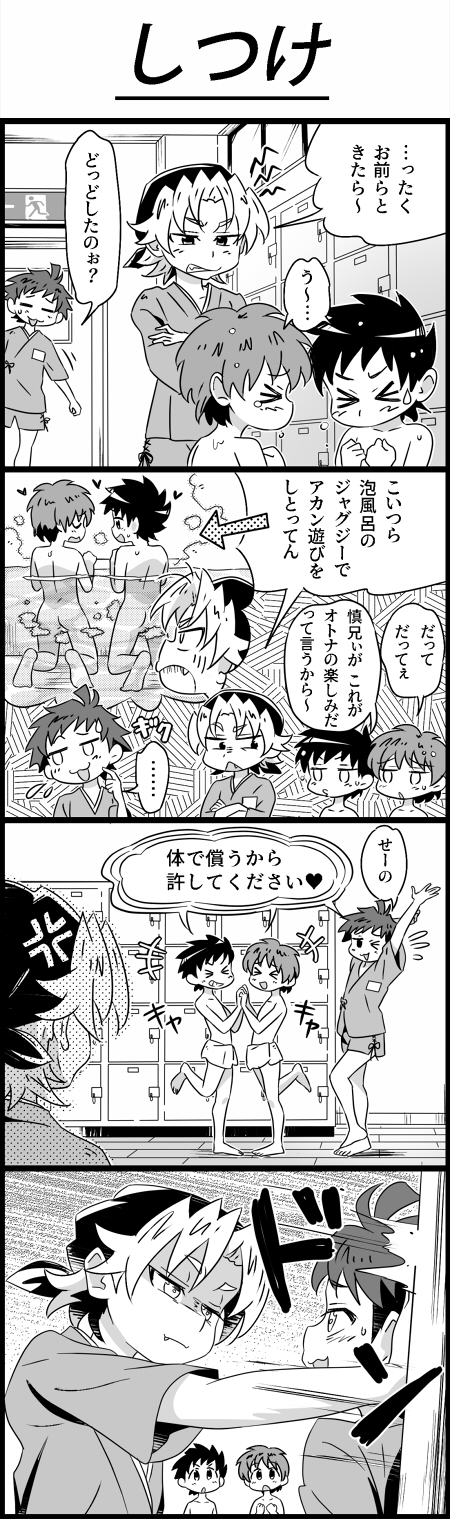 しつけ
…ったく
お前らと
きたら～
う～…
どっどしたのぉ？
こいつら
泡風呂の
ジャグジーで
アカン遊びを
しとってん
だって
だってぇ
慎兄ぃが これが
オトナの楽しみだ
って言うから～
ギクッ
……
せーの
体で償うから
許してください♥
キャ
キャ
ドン